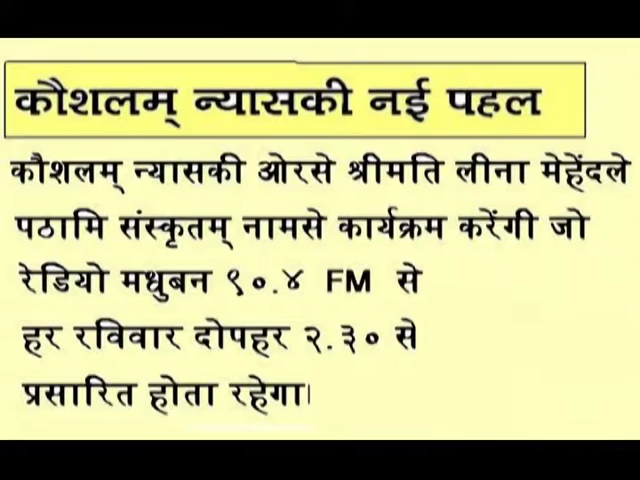 कौशलम् न्यासकी नई पहल
कौशलम् न्यासकी ओरसे श्रीमति लीना मेहेंदले
पठामि संस्कृतम् नामसे कार्यक्रम करेंगी जो
रेडियो मधुबन ९०.४ FM से
हर रविवार दोपहर २.३० से
प्रसारित होता रहेगा।